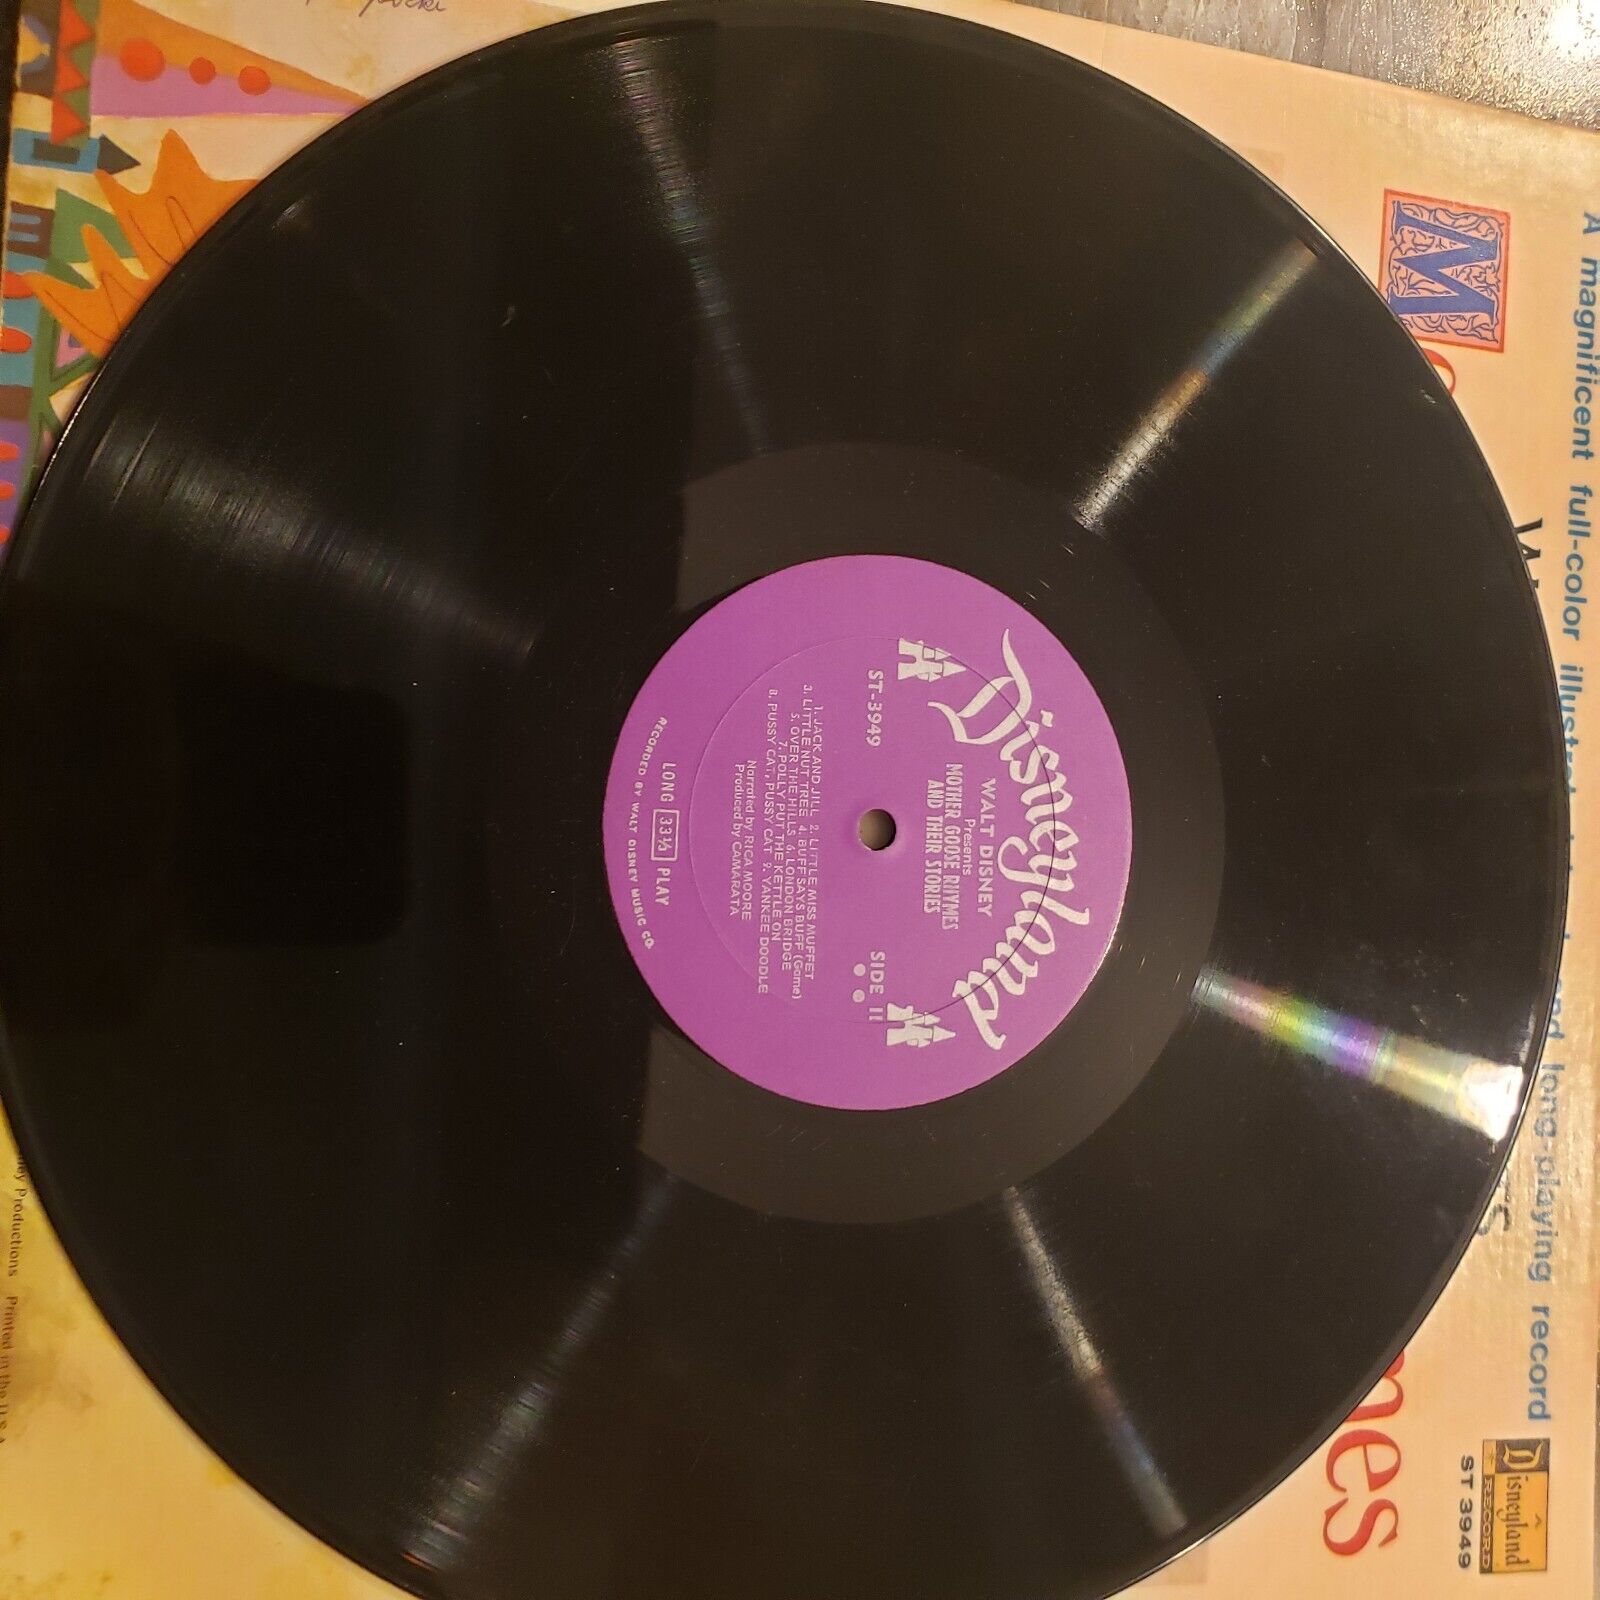 Disneyland
WALT DISNEY
Presents
MOTHER GOOSE RHYMES
AND THEIR STORIES
ST-3949
SIDE II
1. JACK AND JILL 2. LITTLE MISS MUFFET
3. LITTLE NUT TREE 4. BUFF SAYS BUFF (Game)
5. OVER THE HILLS 6. LONDON BRIDGE
7. POLLY PUT THE KETTLE ON
8. PUSSY CAT, PUSSY CAT 9. YANKEE DOODLE
Narrated by RICA MOORE
Produced by CAMARATA
LONG 33⅓ PLAY
RECORDED BY WALT DISNEY MUSIC CO.
A magnificent full-color illustrat and long-playing record
Disneyland
RECORD
ST 3949
M
mes
ney Productions Printed in the U.S.A.